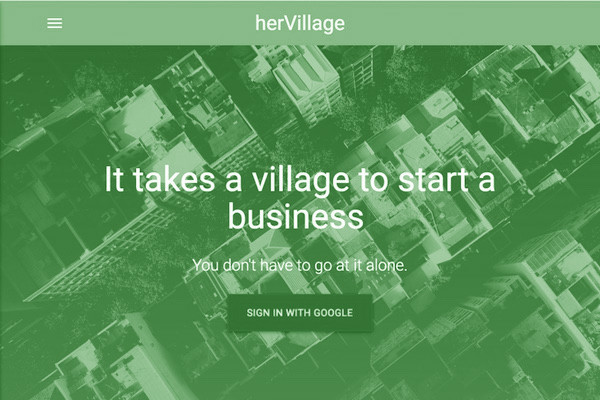 herVillage
It takes a village to start a
business
You don't have to go at it alone.
SIGN IN WITH GOOGLE